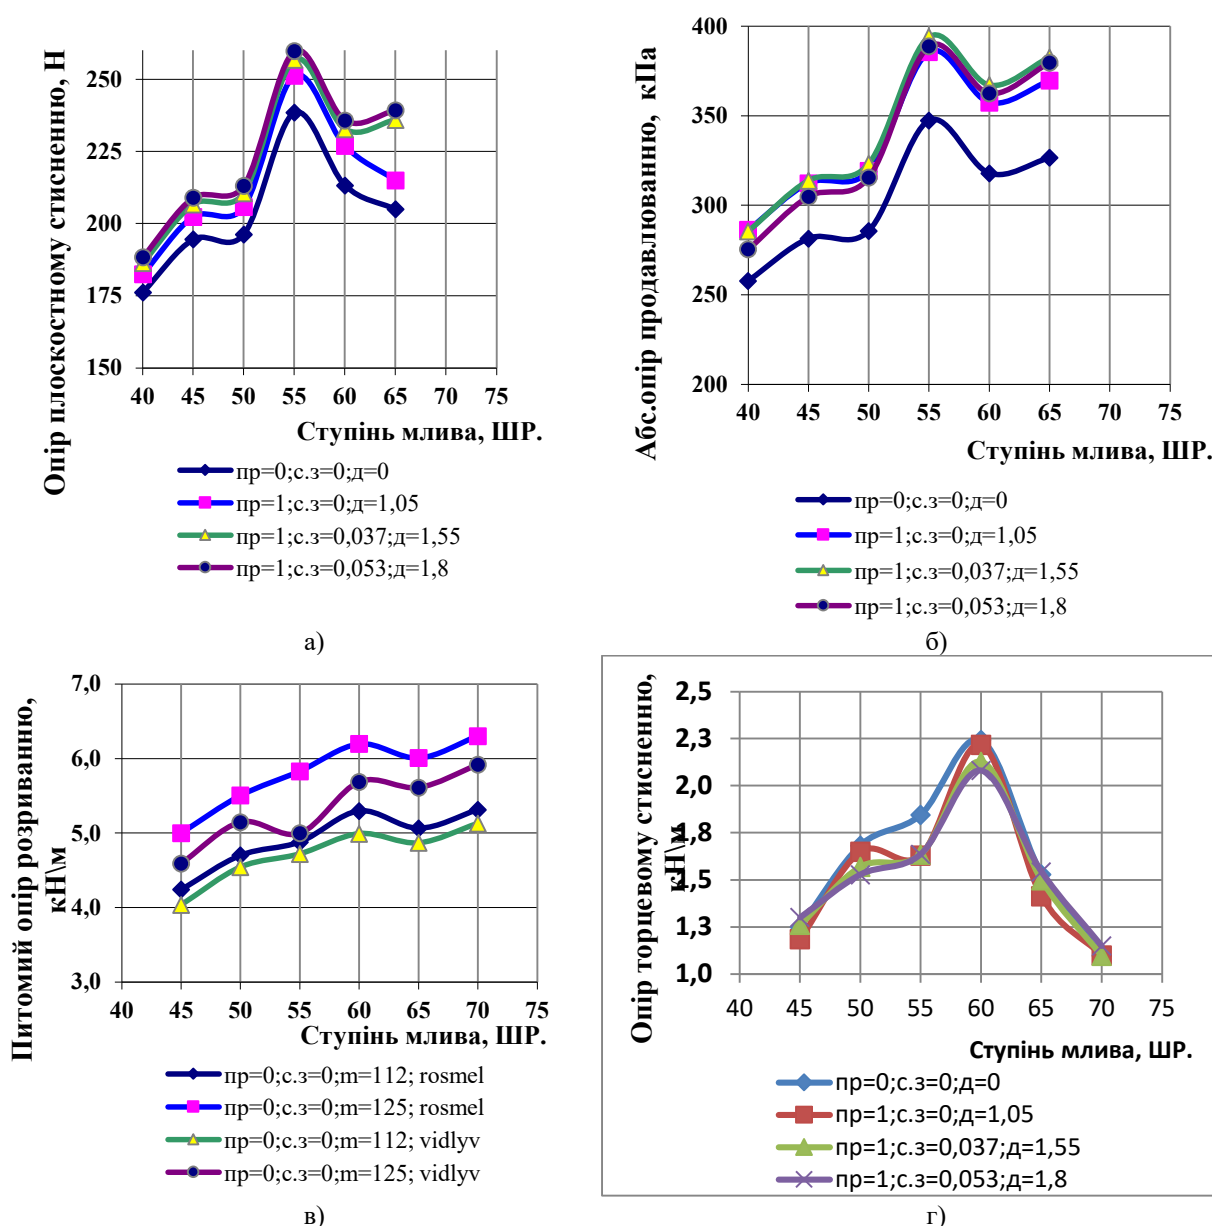 Опір плоскостному стисненню, Н
250
225
200
175
150
40 45 50 55 60 65 70 75
Ступінь млива, ШР.
пр=0;с.з=0;д=0
пр=1;с.з=0;д=1,05
пр=1;с.з=0,037;д=1,55
пр=1;с.з=0,053;д=1,8
а)
Абс.опір продавлюванню, кПа
400
350
300
250
200
40 45 50 55 60 65 70 75
Ступінь млива, ШР.
пр=0;с.з=0;д=0
пр=1;с.з=0;д=1,05
пр=1;с.з=0,037;д=1,55
пр=1;с.з=0,053;д=1,8
б)
Питомий опір розриванню,
кН\м
7,0
6,0
5,0
4,0
3,0
40 45 50 55 60 65 70 75
Ступінь млива, ШР.
пр=0;с.з=0;m=112; rosmel
пр=0;с.з=0;m=125; rosmel
пр=0;с.з=0;m=112; vidlyv
пр=0;с.з=0;m=125; vidlyv
в)
Опір торцевому стисненню,
кН\м
2,5
2,3
2,0
1,8
1,5
1,3
1,0
40 45 50 55 60 65 70 75
Ступінь млива, ШР.
пр=0;с.з=0;д=0
пр=1;с.з=0;д=1,05
пр=1;с.з=0,037;д=1,55
пр=1;с.з=0,053;д=1,8
г)